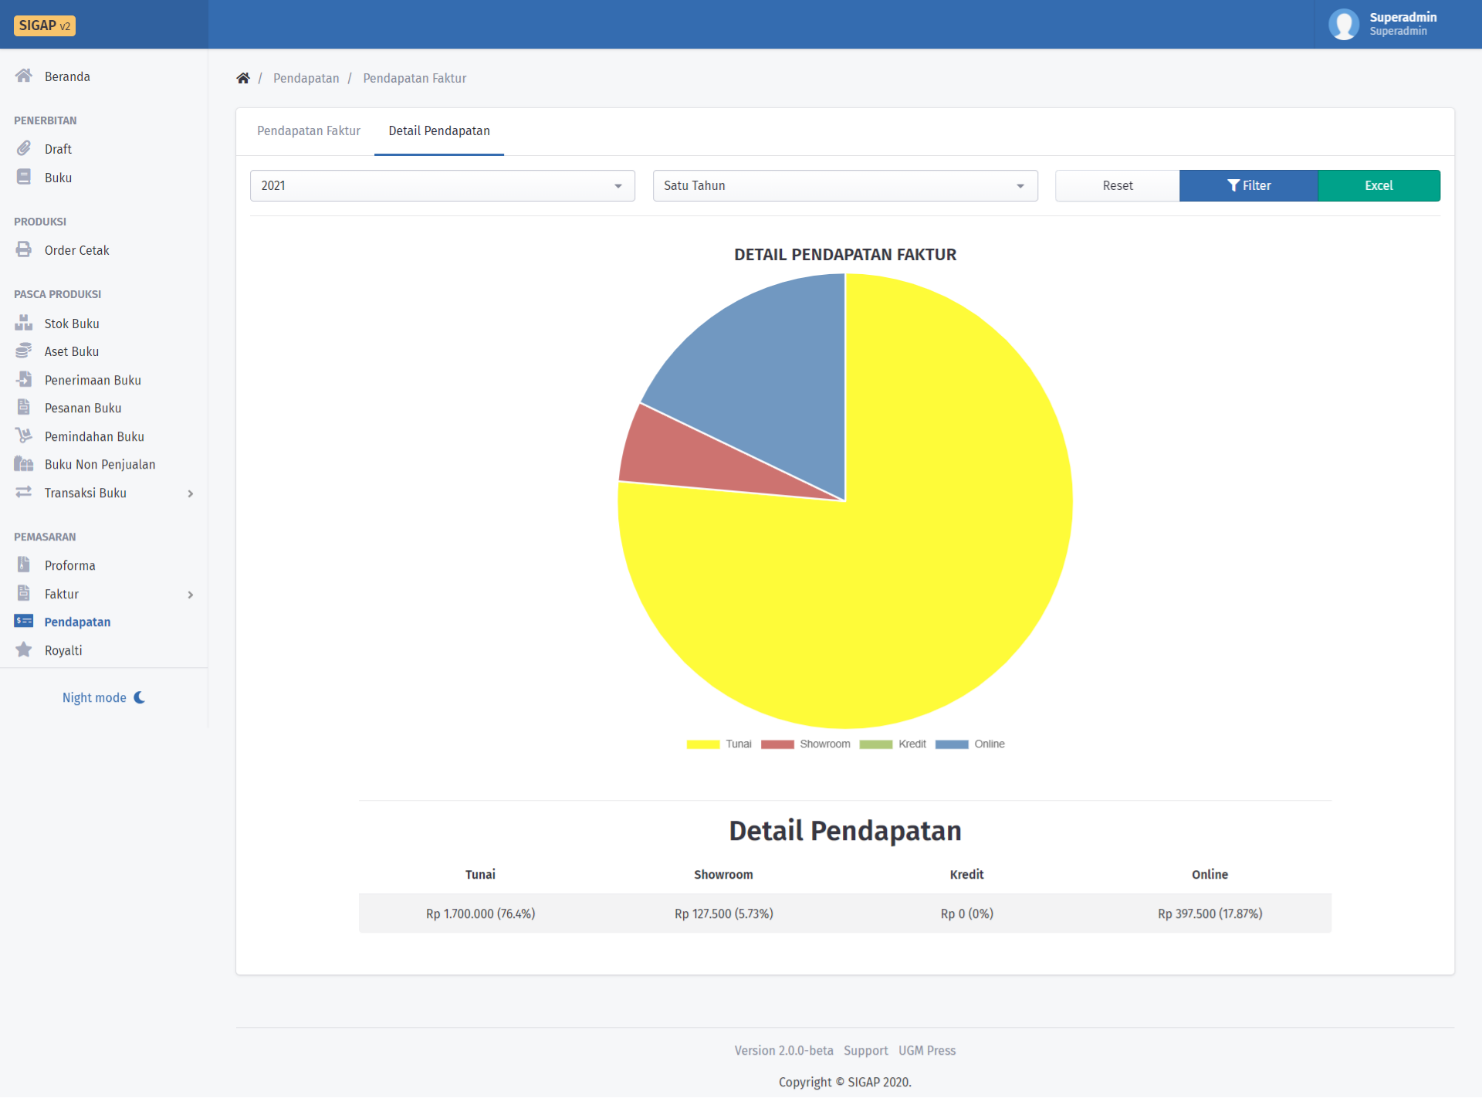 SIGAP v2
Superadmin
Superadmin
Beranda
PENERBITAN
Draft
Buku
PRODUKSI
Order Cetak
PASCA PRODUKSI
Stok Buku
Aset Buku
Penerimaan Buku
Pesanan Buku
Pemindahan Buku
Buku Non Penjualan
Transaksi Buku
PEMASARAN
Proforma
Faktur
Pendapatan
Royalti
Night mode
/ Pendapatan / Pendapatan Faktur
Pendapatan Faktur Detail Pendapatan
2021 Satu Tahun Reset Filter Excel
DETAIL PENDAPATAN FAKTUR
Tunai Showroom Kredit Online
Detail Pendapatan
Tunai Showroom Kredit Online
Rp 1.700.000 (76.4%) Rp 127.500 (5.73%) Rp 0 (0%) Rp 397.500 (17.87%)
Version 2.0.0-beta Support UGM Press
Copyright © SIGAP 2020.